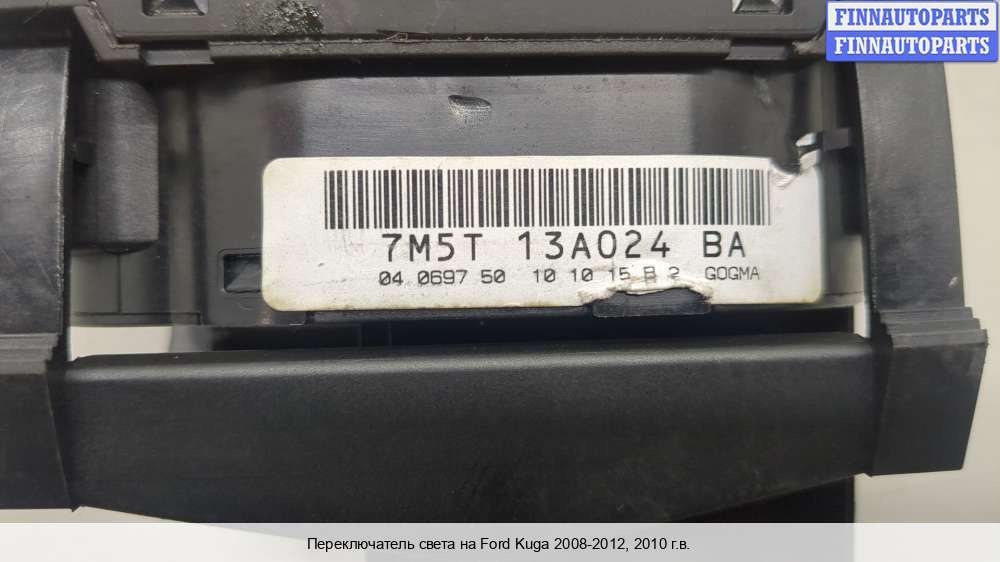 FINNAUTOPARTS
FINNAUTOPARTS
7M5T 13A024 BA
04 0697 50 10 10 15 B 2 GOGMA
Переключатель света на Ford Kuga 2008-2012, 2010 г.в.